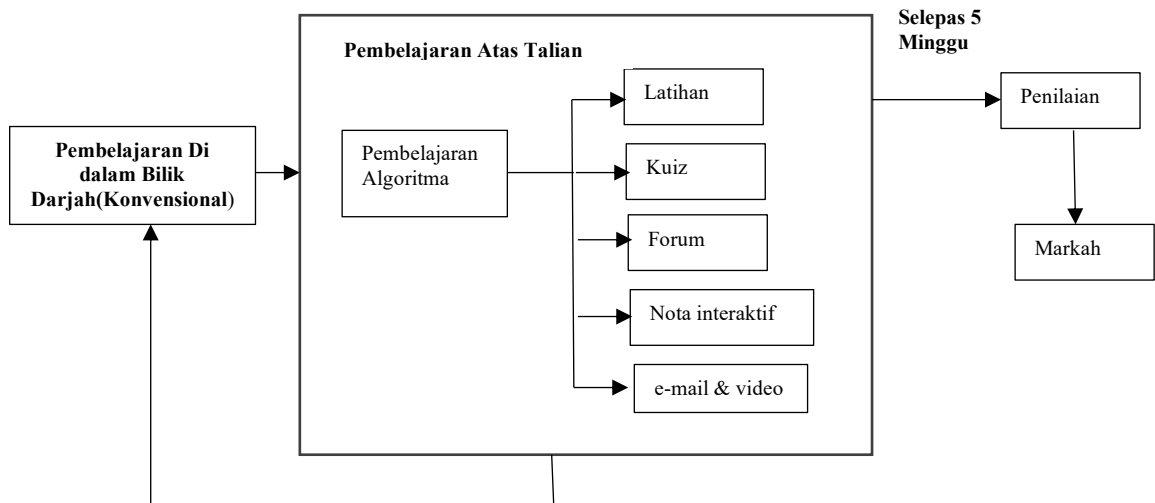 Selepas 5
Minggu
Pembelajaran Atas Talian
Latihan
Penilaian
Pembelajaran Di
dalam Bilik
Darjah(Konvensional)
Pembelajaran
Algoritma
Kuiz
Forum
Markah
Nota interaktif
e-mail & video